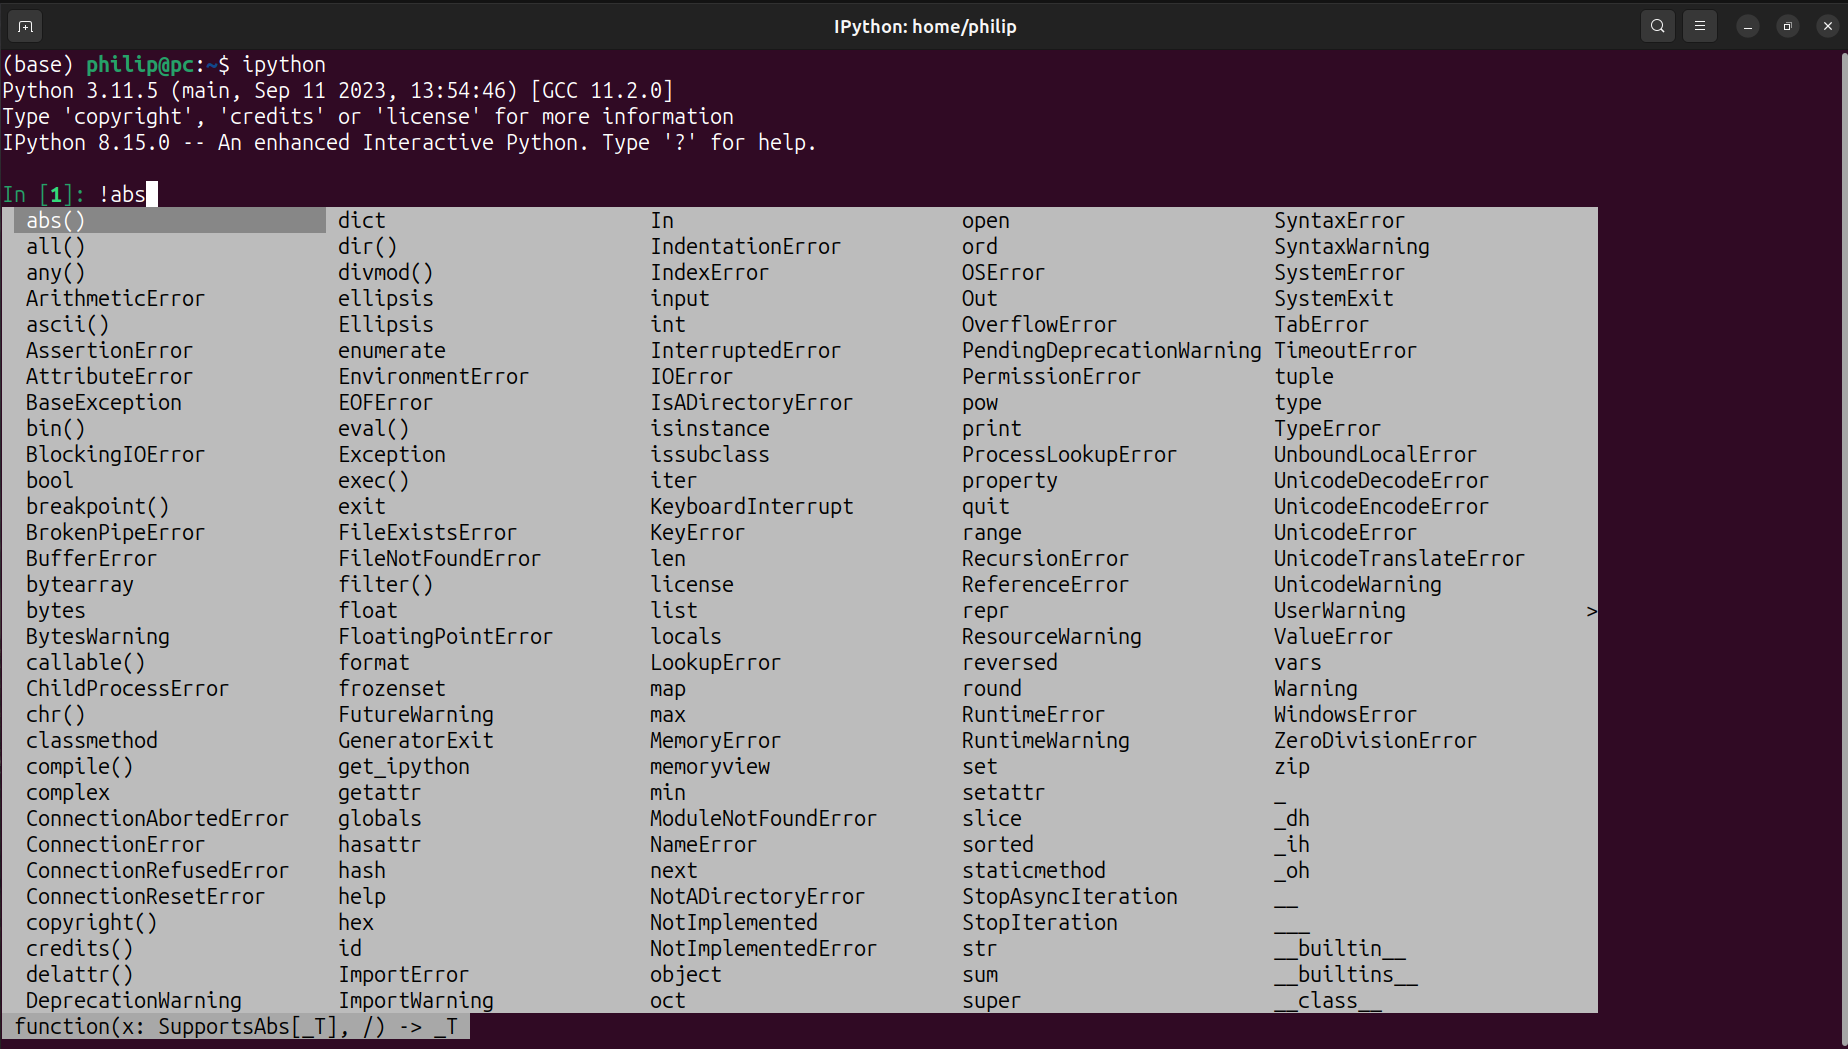 IPython: home/philip
(base) philip@pc:~$ ipython
Python 3.11.5 (main, Sep 11 2023, 13:54:46) [GCC 11.2.0]
Type 'copyright', 'credits' or 'license' for more information
IPython 8.15.0 -- An enhanced Interactive Python. Type '?' for help.
In [1]: !abs
abs() dict In open SyntaxError
all() dir() IndentationError ord SyntaxWarning
any() divmod() IndexError OSError SystemError
ArithmeticError ellipsis input Out SystemExit
ascii() Ellipsis int OverflowError TabError
AssertionError enumerate InterruptedError PendingDeprecationWarning TimeoutError
AttributeError EnvironmentError IOError PermissionError tuple
BaseException EOFError IsADirectoryError pow type
bin() eval() isinstance print TypeError
BlockingIOError Exception issubclass ProcessLookupError UnboundLocalError
bool exec() iter property UnicodeDecodeError
breakpoint() exit KeyboardInterrupt quit UnicodeEncodeError
BrokenPipeError FileExistsError KeyError range UnicodeError
BufferError FileNotFoundError len RecursionError UnicodeTranslateError
bytearray filter() license ReferenceError UnicodeWarning
bytes float list repr UserWarning >
BytesWarning FloatingPointError locals ResourceWarning ValueError
callable() format LookupError reversed vars
ChildProcessError frozenset map round Warning
chr() FutureWarning max RuntimeError WindowsError
classmethod GeneratorExit MemoryError RuntimeWarning ZeroDivisionError
compile() get_ipython memoryview set zip
complex getattr min setattr _
ConnectionAbortedError globals ModuleNotFoundError slice _dh
ConnectionError hasattr NameError sorted _ih
ConnectionRefusedError hash next staticmethod _oh
ConnectionResetError help NotADirectoryError StopAsyncIteration __
copyright() hex NotImplemented StopIteration ___
credits() id NotImplementedError str __builtin__
delattr() ImportError object sum __builtins__
DeprecationWarning ImportWarning oct super __class__
function(x: SupportsAbs[_T], /) -> _T